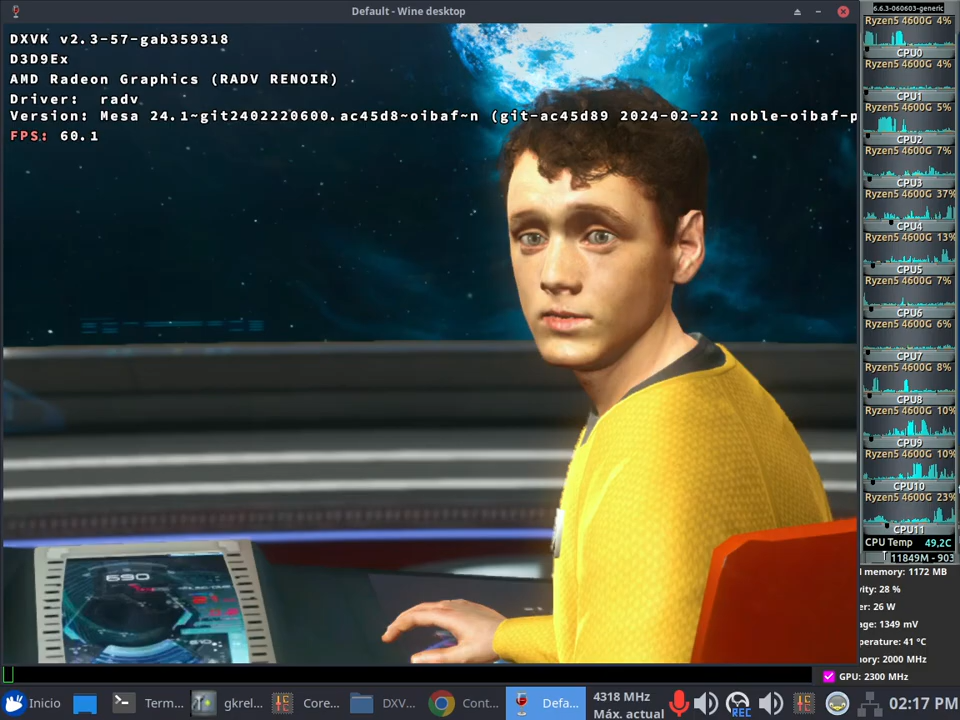 Default - Wine desktop
DXVK v2.3-57-gab359318
D3D9Ex
AMD Radeon Graphics (RADV RENOIR)
Driver: radv
Version: Mesa 24.1~git2402220600.ac45d8~oibaf~n (git-ac45d89 2024-02-22 noble-oibaf-p
FPS: 60.1
690
6.6.3-060603-generic
Ryzen5 4600G 4%
CPU0
Ryzen5 4600G 4%
CPU1
Ryzen5 4600G 5%
CPU2
Ryzen5 4600G 7%
CPU3
Ryzen5 4600G 37%
CPU4
Ryzen5 4600G 13%
CPU5
Ryzen5 4600G 7%
CPU6
Ryzen5 4600G 6%
CPU7
Ryzen5 4600G 8%
CPU8
Ryzen5 4600G 10%
CPU9
Ryzen5 4600G 10%
CPU10
Ryzen5 4600G 23%
CPU11
CPU Temp 49,2C
11849M - 903
l memory: 1172 MB
vity: 28 %
er: 26 W
age: 1349 mV
perature: 41 °C
nory: 2000 MHz
GPU: 2300 MHz
Inicio
Term...
gkrel...
Core...
DXV...
Cont...
Defa...
4318 MHz
Máx. actual
REC
02:17 PM